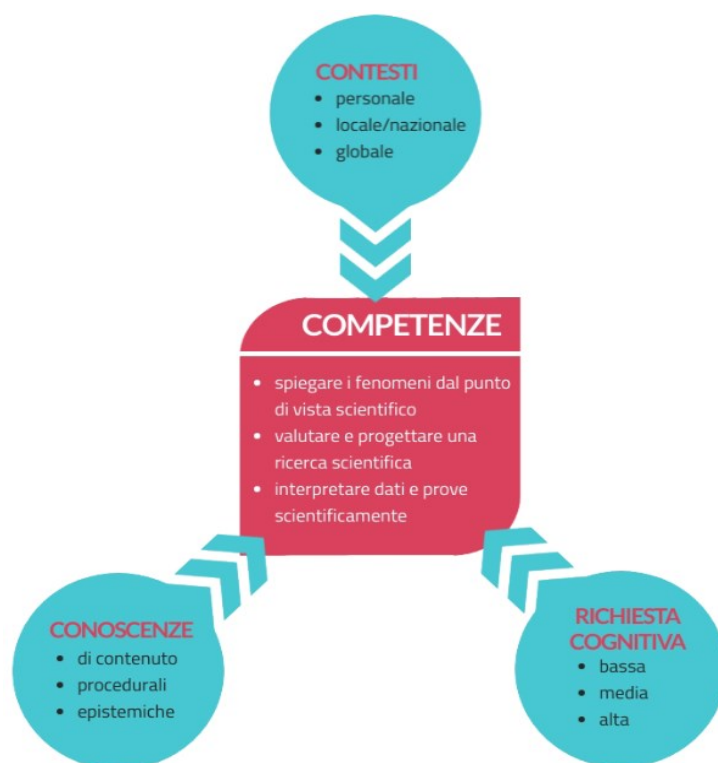 CONTESTI
• personale
• locale/nazionale
• globale
COMPETENZE
• spiegare i fenomeni dal punto
di vista scientifico
• valutare e progettare una
ricerca scientifica
• interpretare dati e prove
scientificamente
CONOSCENZE
• di contenuto
• procedurali
• epistemiche
RICHIESTA
COGNITIVA
• bassa
• media
• alta